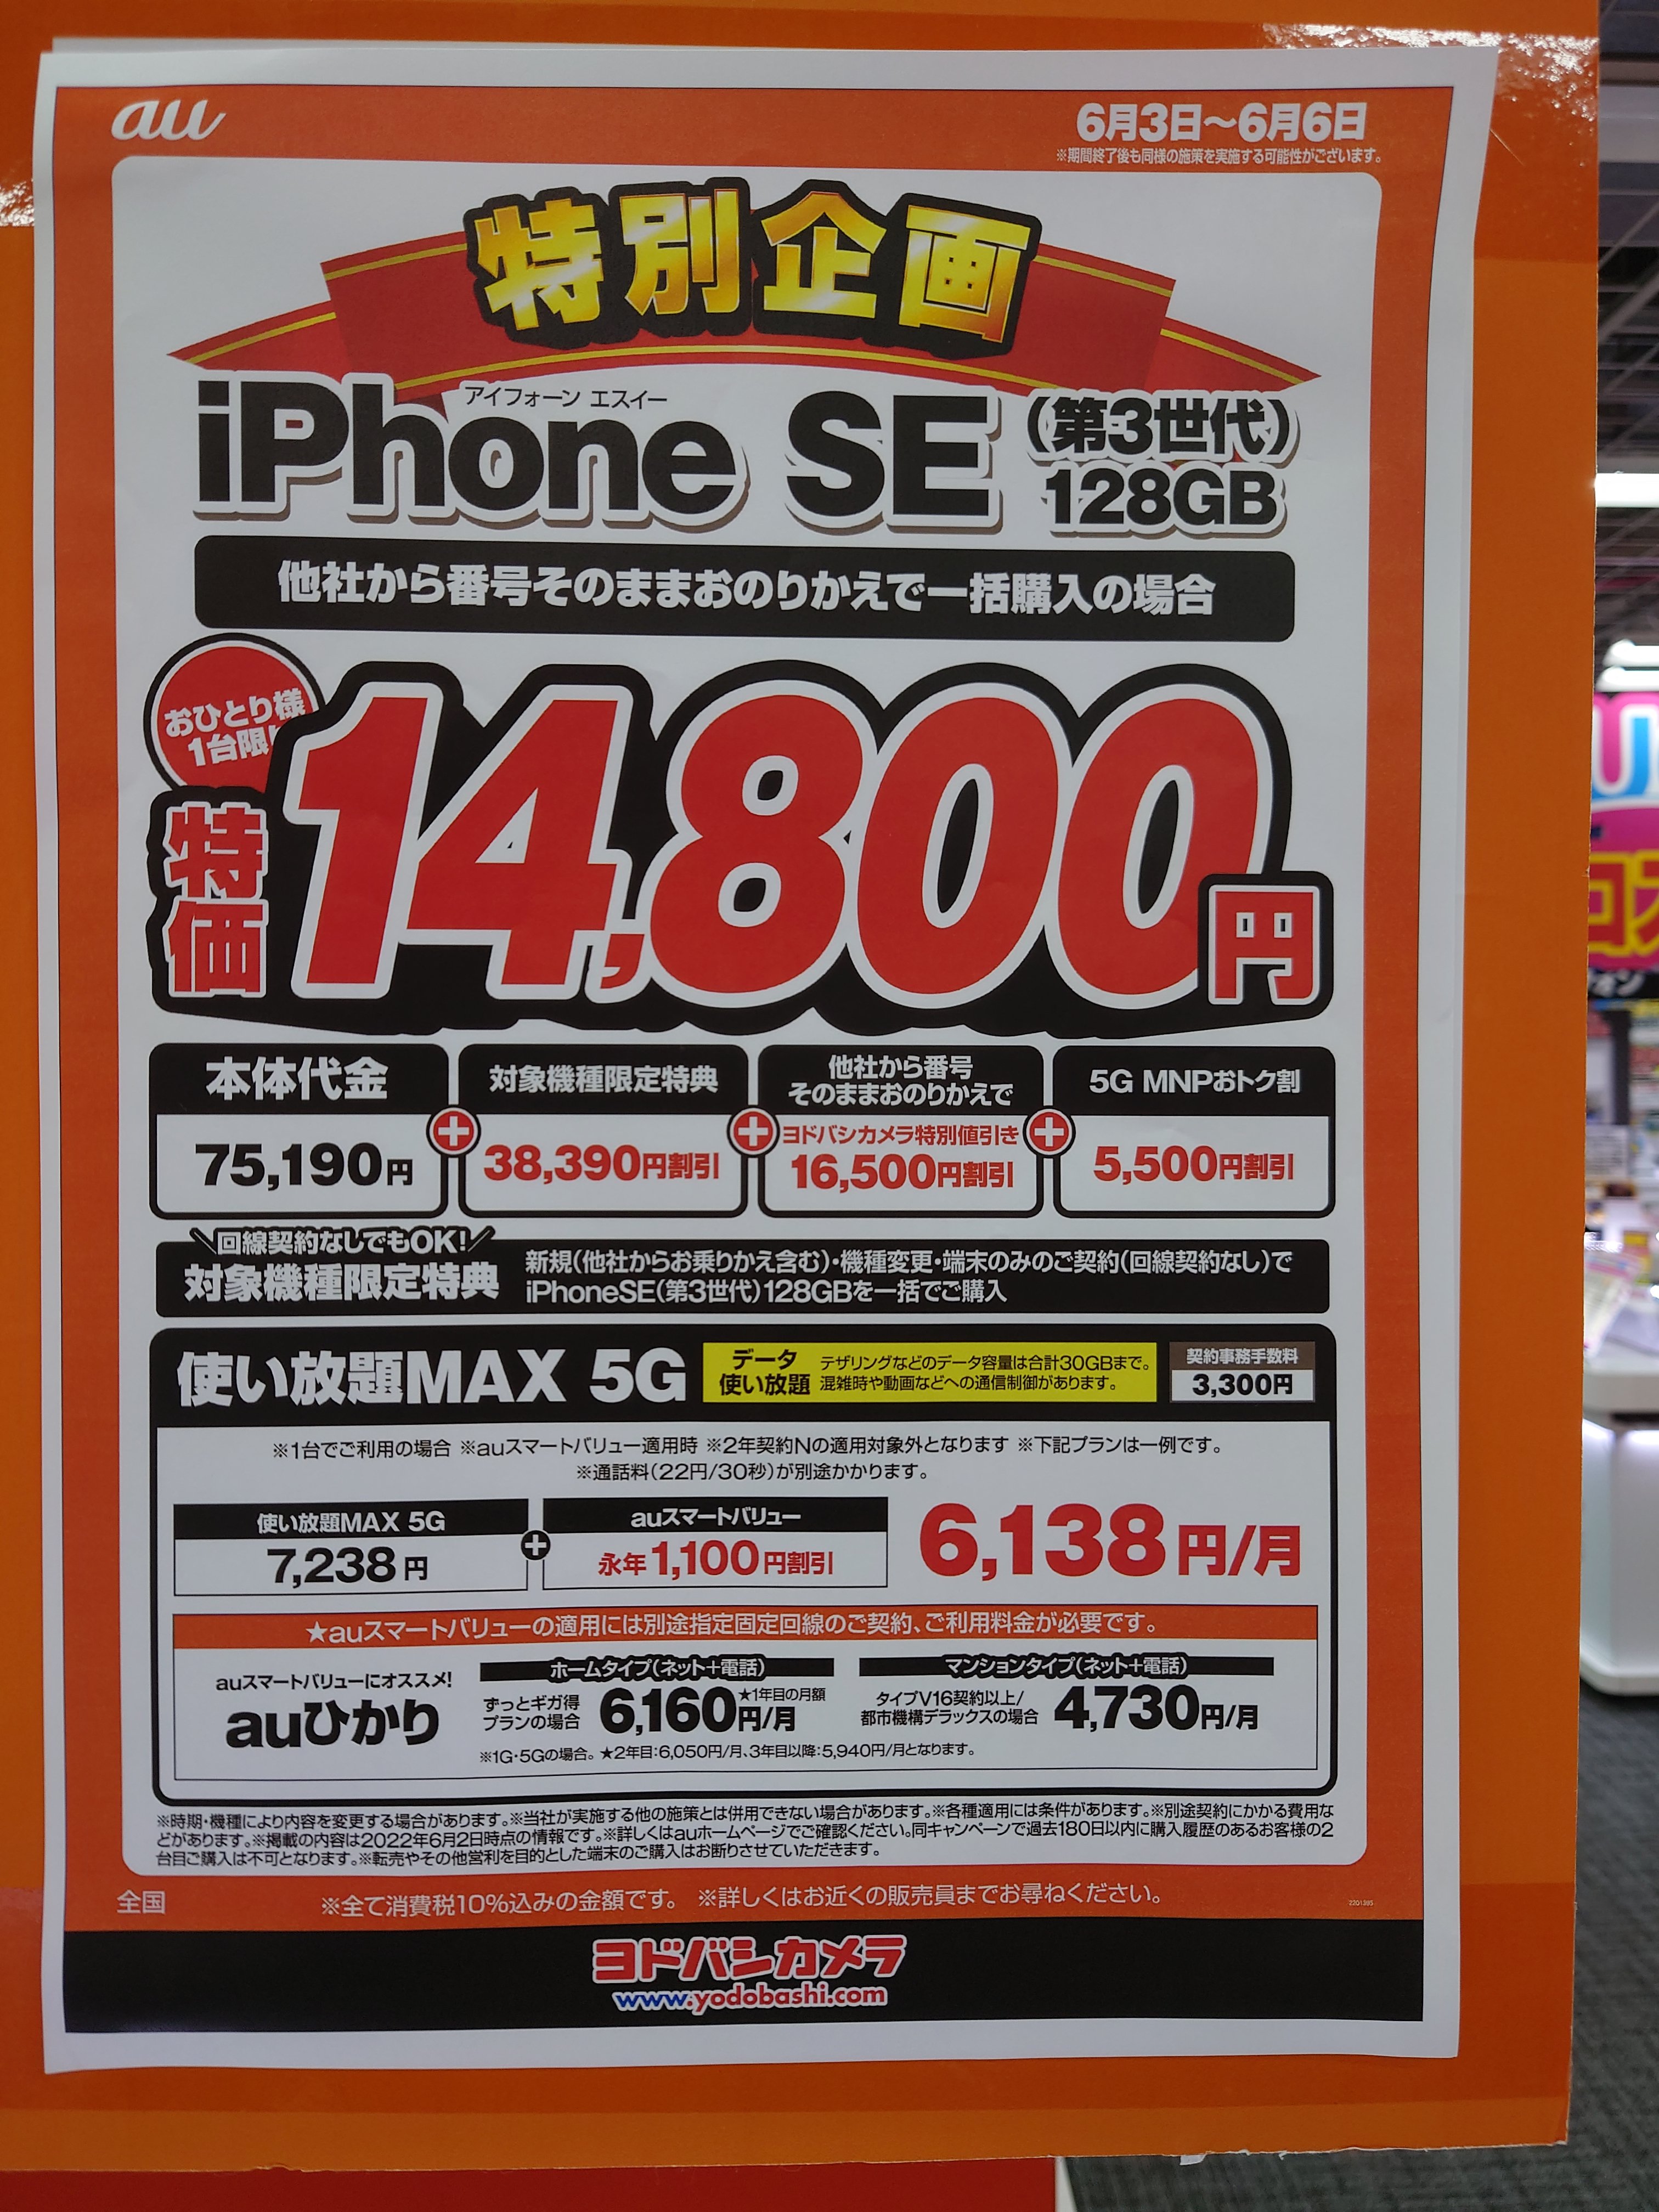 au
6月3日～6月6日
※期間終了後も同様の施策を実施する可能性がございます。
特別企画
アイフォーン エスイー
iPhone SE (第3世代) 128GB
他社から番号そのままおのりかえで一括購入の場合
おひとり様
1台限り
特価 14,800円
本体代金
75,190円
+
対象機種限定特典
38,390円割引
+
他社から番号
そのままおのりかえで
ヨドバシカメラ特別値引き
16,500円割引
+
5G MNPおトク割
5,500円割引
＼回線契約なしでもOK!／
対象機種限定特典
新規(他社からお乗りかえ含む)・機種変更・端末のみのご契約(回線契約なし)で
iPhoneSE(第3世代)128GBを一括でご購入
使い放題MAX 5G
データ
使い放題
テザリングなどのデータ容量は合計30GBまで。
混雑時や動画などへの通信制御があります。
契約事務手数料
3,300円
※1台でご利用の場合 ※auスマートバリュー適用時 ※2年契約Nの適用対象外となります ※下記プランは一例です。
※通話料(22円/30秒)が別途かかります。
使い放題MAX 5G
7,238円
+
auスマートバリュー
永年1,100円割引
6,138円/月
★auスマートバリューの適用には別途指定固定回線のご契約、ご利用料金が必要です。
auスマートバリューにオススメ!
auひかり
ホームタイプ(ネット+電話)
ずっとギガ得
プランの場合
6,160円/月
★1年目の月額
マンションタイプ(ネット+電話)
タイプV16契約以上/
都市機構デラックスの場合
4,730円/月
※1G・5Gの場合。★2年目:6,050円/月、3年目以降:5,940円/月となります。
※時期・機種により内容を変更する場合があります。※当社が実施する他の施策とは併用できない場合があります。※各種適用には条件があります。※別途契約にかかる費用な
どがあります。※掲載の内容は2022年6月2日時点の情報です。※詳しくはauホームページでご確認ください。同キャンペーンで過去180日以内に購入履歴のあるお客様の2
台目ご購入は不可となります。※転売やその他営利を目的とした端末のご購入はお断りさせていただきます。
全国
※全て消費税10%込みの金額です。 ※詳しくはお近くの販売員までお尋ねください。
ヨドバシカメラ
www.yodobashi.com